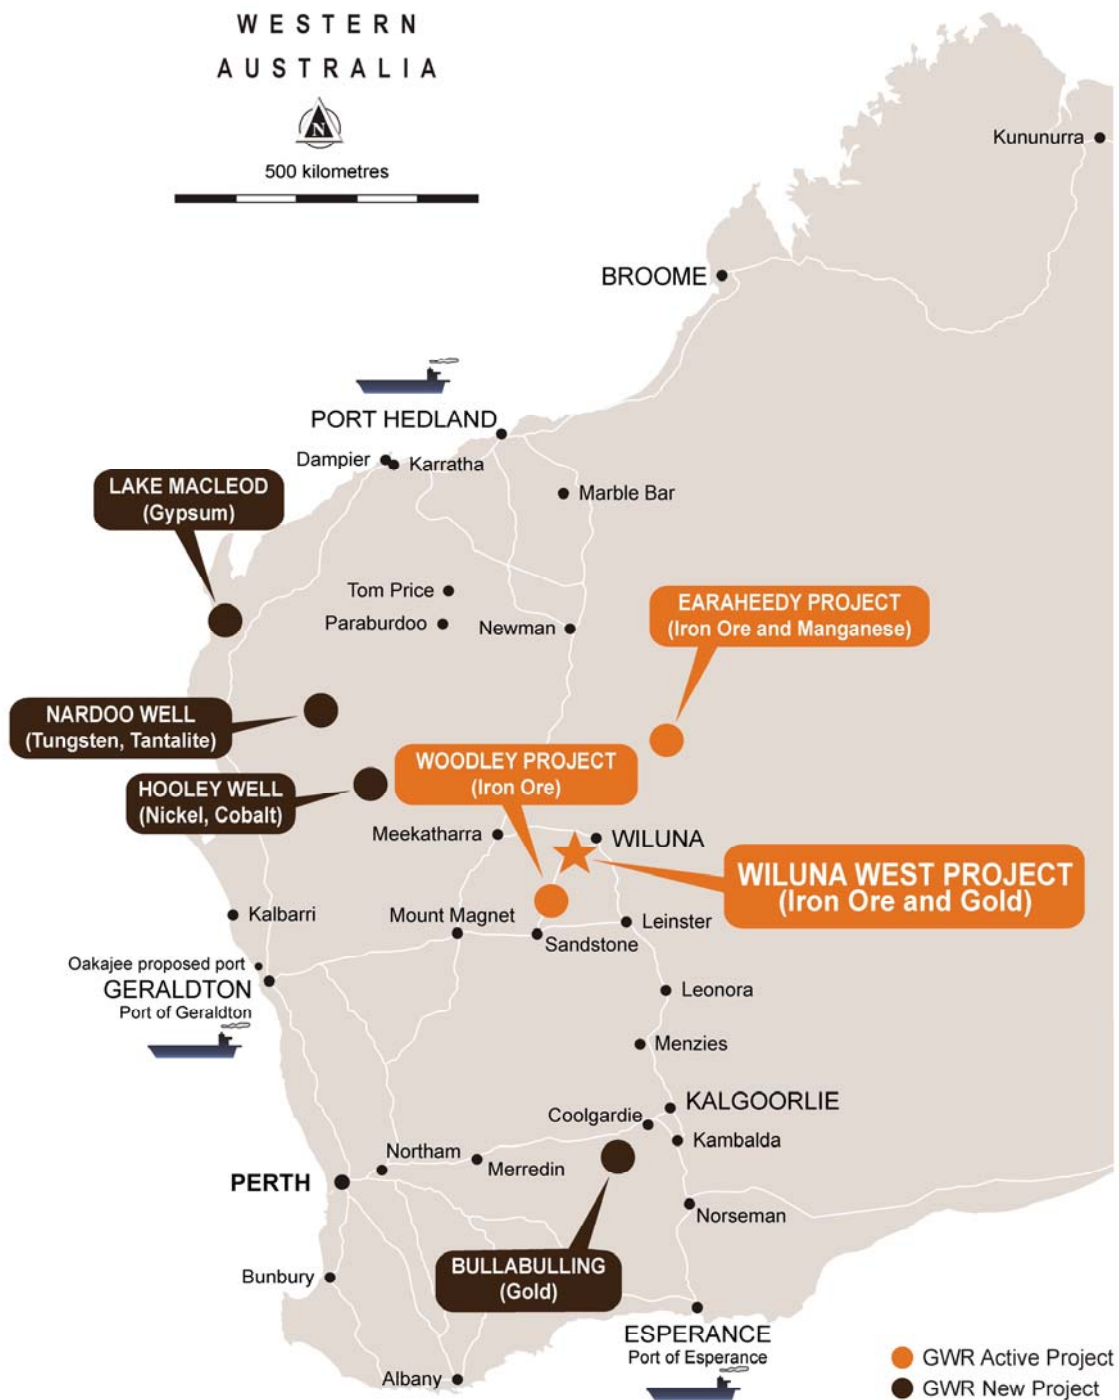 WESTERN
AUSTRALIA
N
500 kilometres
Kununurra
BROOME
PORT HEDLAND
Dampier
Karratha
LAKE MACLEOD
(Gypsum)
Marble Bar
Tom Price
Paraburdoo
Newman
EARAHEEDY PROJECT
(Iron Ore and Manganese)
NARDOO WELL
(Tungsten, Tantalite)
WOODLEY PROJECT
(Iron Ore)
HOOLEY WELL
(Nickel, Cobalt)
Meekatharra
WILUNA
WILUNA WEST PROJECT
(Iron Ore and Gold)
Kalbarri
Mount Magnet
Sandstone
Leinster
Oakajee proposed port
GERALDTON
Port of Geraldton
Leonora
Menzies
KALGOORLIE
Coolgardie
Kambalda
Northam
Merredin
PERTH
Norseman
BULLABULLING
(Gold)
Bunbury
ESPERANCE
Port of Esperance
Albany
GWR Active Project
GWR New Project